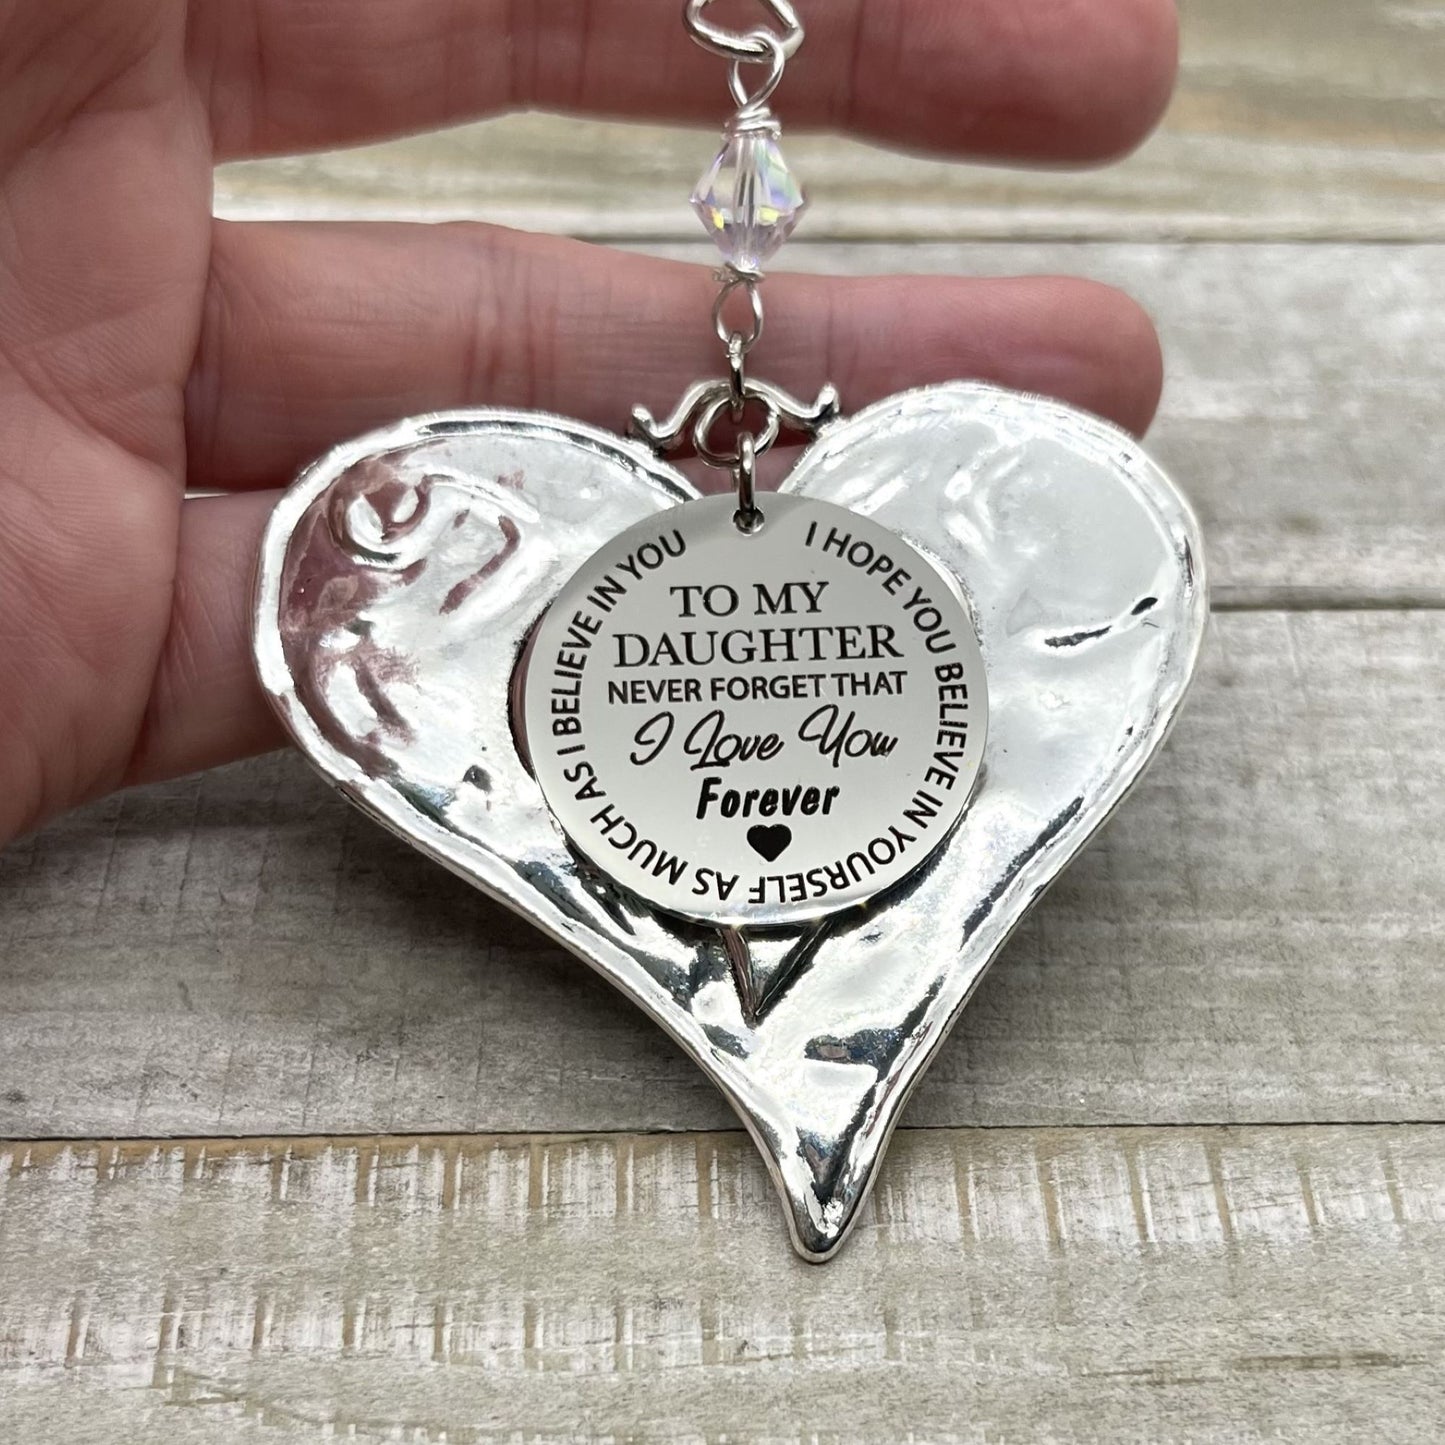 TO MY
DAUGHTER
NEVER FORGET THAT
I Love You
Forever
I HOPE YOU BELIEVE IN YOURSELF AS MUCH AS I BELIEVE IN YOU